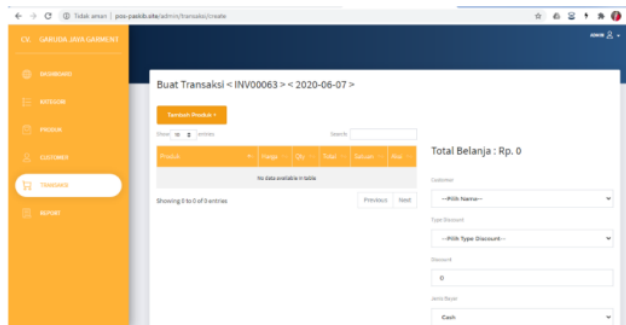 Tidak aman | pos-paskib.site/admin/transaksi/create
CK GARUDA JAYA GARMENT
ADMIN
DASHBOARD
KATEGORI
PRODUK
CUSTOMER
TRANSAKSI
REPORT
Buat Transaksi < INV00063 > < 2020-06-07 >
Tambah Produk +
Show 10 entries
Search:
Produk Harga Qty Total Satuan Aksi
No data available in table
Showing 0 to 0 of 0 entries
Previous Next
Total Belanja : Rp. 0
Customer
--Pilih Name--
Type Discount
--Pilih Type Discount--
Discount
0
Jenis Bayar
Cash